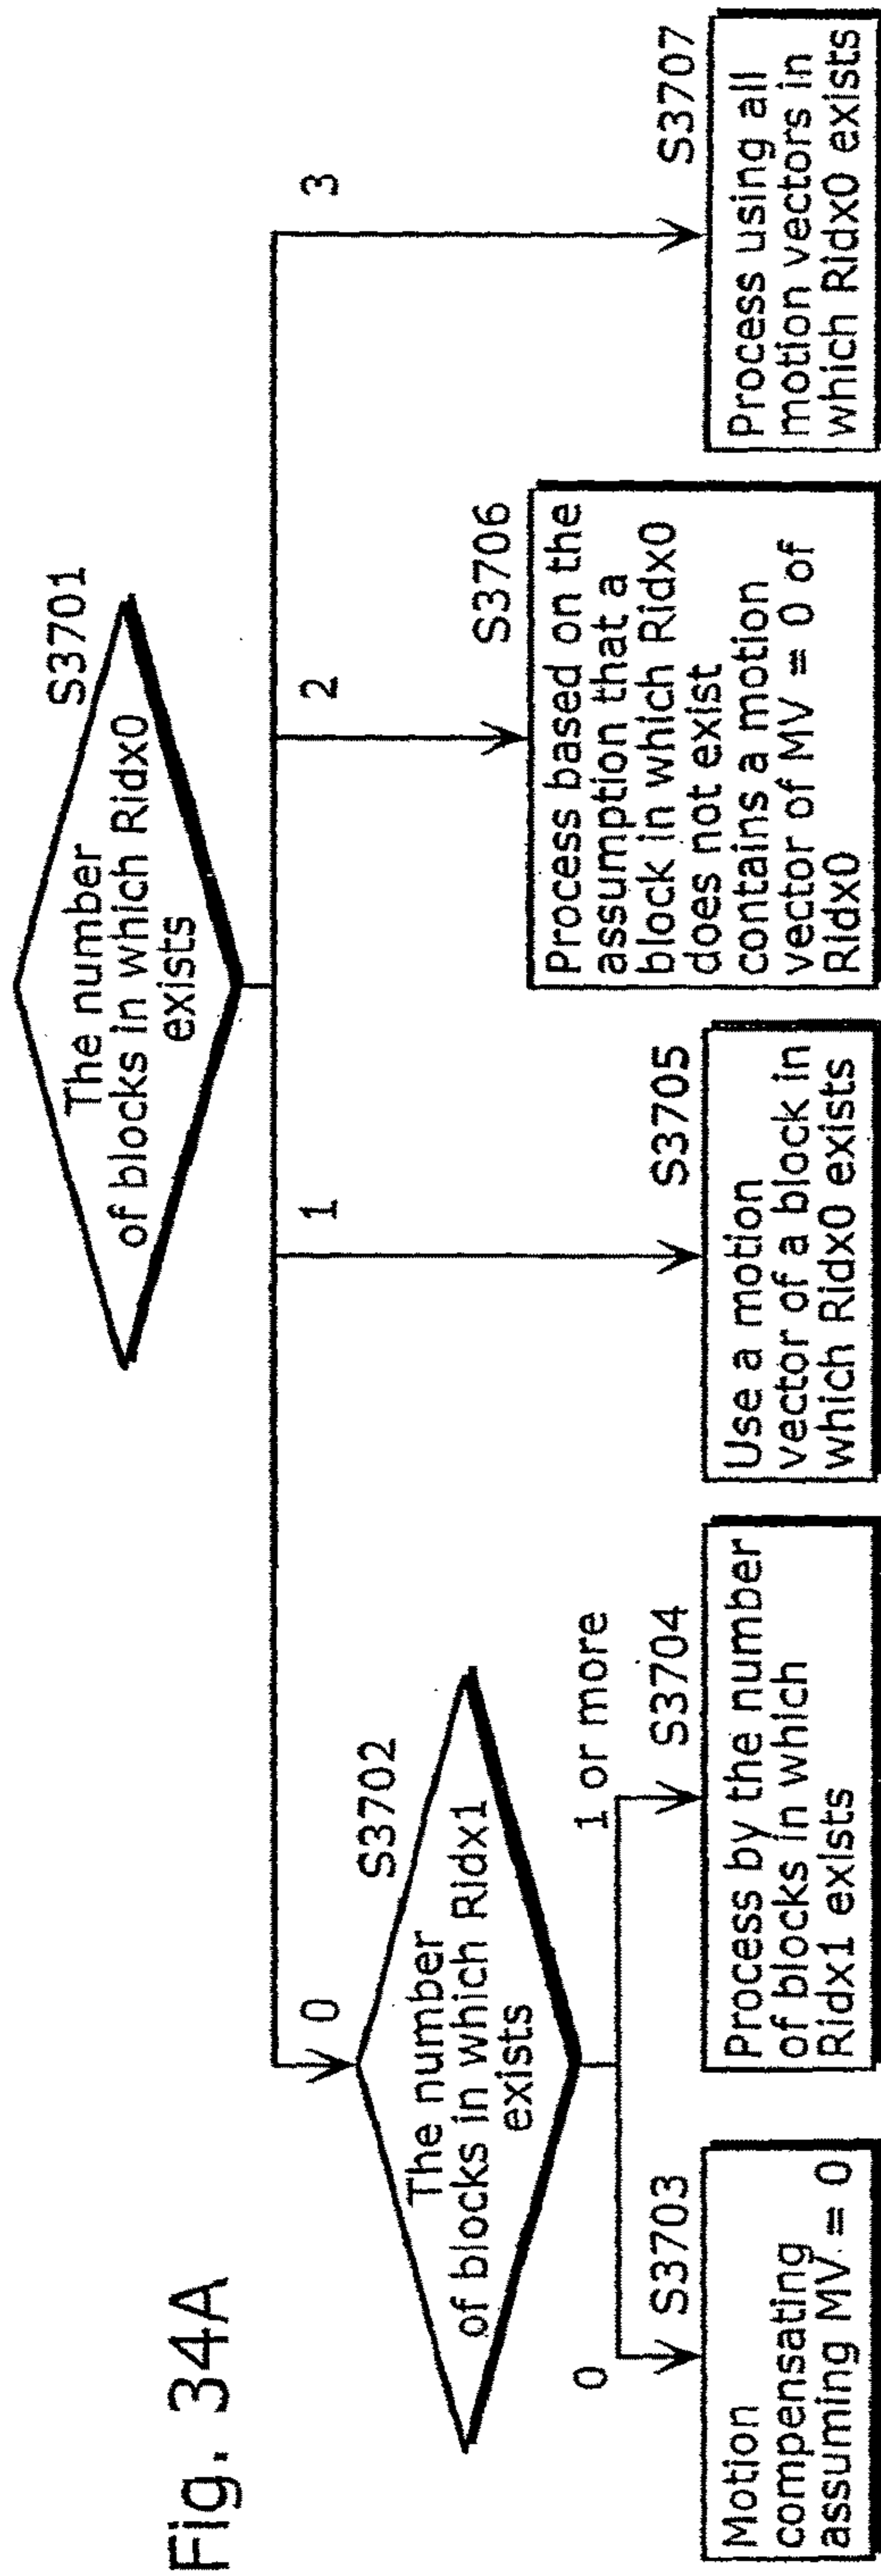 Fig. 34A
S3701
The number
of blocks in which Ridx0
exists
0
1
2
3
S3702
The number
of blocks in which Ridx1
exists
0
1 or more
S3703
Motion
compensating
assuming MV = 0
S3704
Process by the number
of blocks in which
Ridx1 exists
S3705
Use a motion
vector of a block in
which Ridx0 exists
S3706
Process based on the
assumption that a
block in which Ridx0
does not exist
contains a motion
vector of MV = 0 of
Ridx0
S3707
Process using all
motion vectors in
which Ridx0 exists